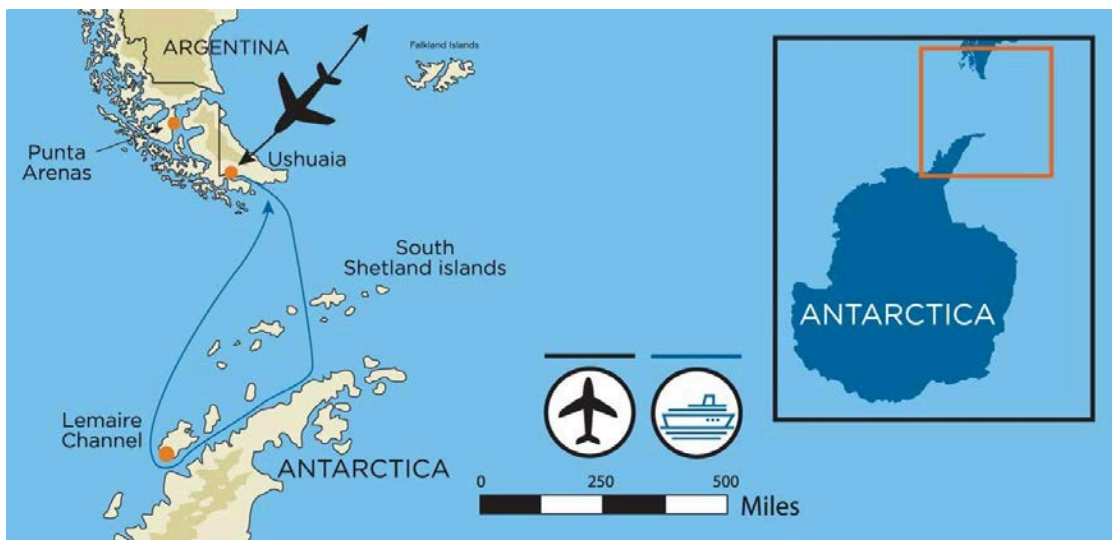 ARGENTINA
Falkland Islands
Punta
Arenas
Ushuaia
South
Shetland islands
Lemaire
Channel
ANTARCTICA
ANTARCTICA
0
250
500
Miles